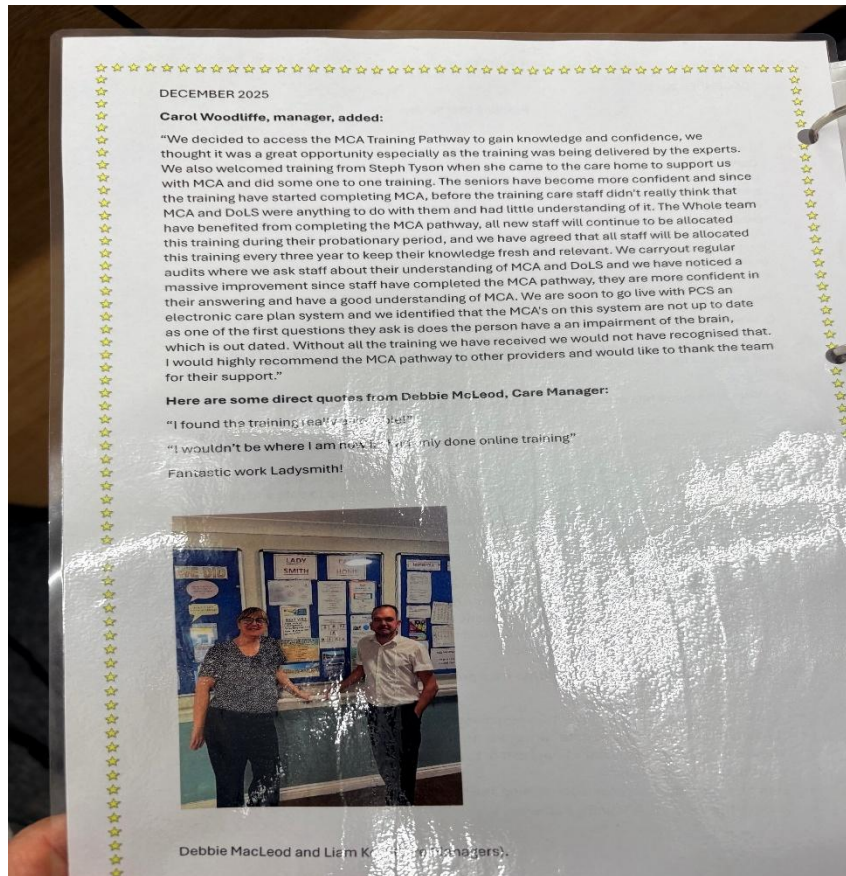 DECEMBER 2025
Carol Woodliffe, manager, added:
“We decided to access the MCA Training Pathway to gain knowledge and confidence, we
thought it was a great opportunity especially as the training was being delivered by the experts.
We also welcomed training from Steph Tyson when she came to the care home to support us
with MCA and did some one to one training. The seniors have become more confident and since
the training have started completing MCA, before the training care staff didn’t really think that
MCA and DoLS were anything to do with them and had little understanding of it. The Whole team
have benefited from completing the MCA pathway, all new staff will continue to be allocated
this training during their probationary period, and we have agreed that all staff will be allocated
this training every three year to keep their knowledge fresh and relevant. We carryout regular
audits where we ask staff about their understanding of MCA and DoLS and we have noticed a
massive improvement since staff have completed the MCA pathway, they are more confident in
their answering and have a good understanding of MCA. We are soon to go live with PCS an
electronic care plan system and we identified that the MCA’s on this system are not up to date
as one of the first questions they ask is does the person have a an impairment of the brain,
which is out dated. Without all the training we have received we would not have recognised that.
I would highly recommend the MCA pathway to other providers and would like to thank the team
for their support.”
Here are some direct quotes from Debbie McLeod, Care Manager:
“I found the training really
“I wouldn’t be where I am only done online training”
Fantastic work Ladysmith!
LADY
SMITH
HOME
Debbie MacLeod and Liam